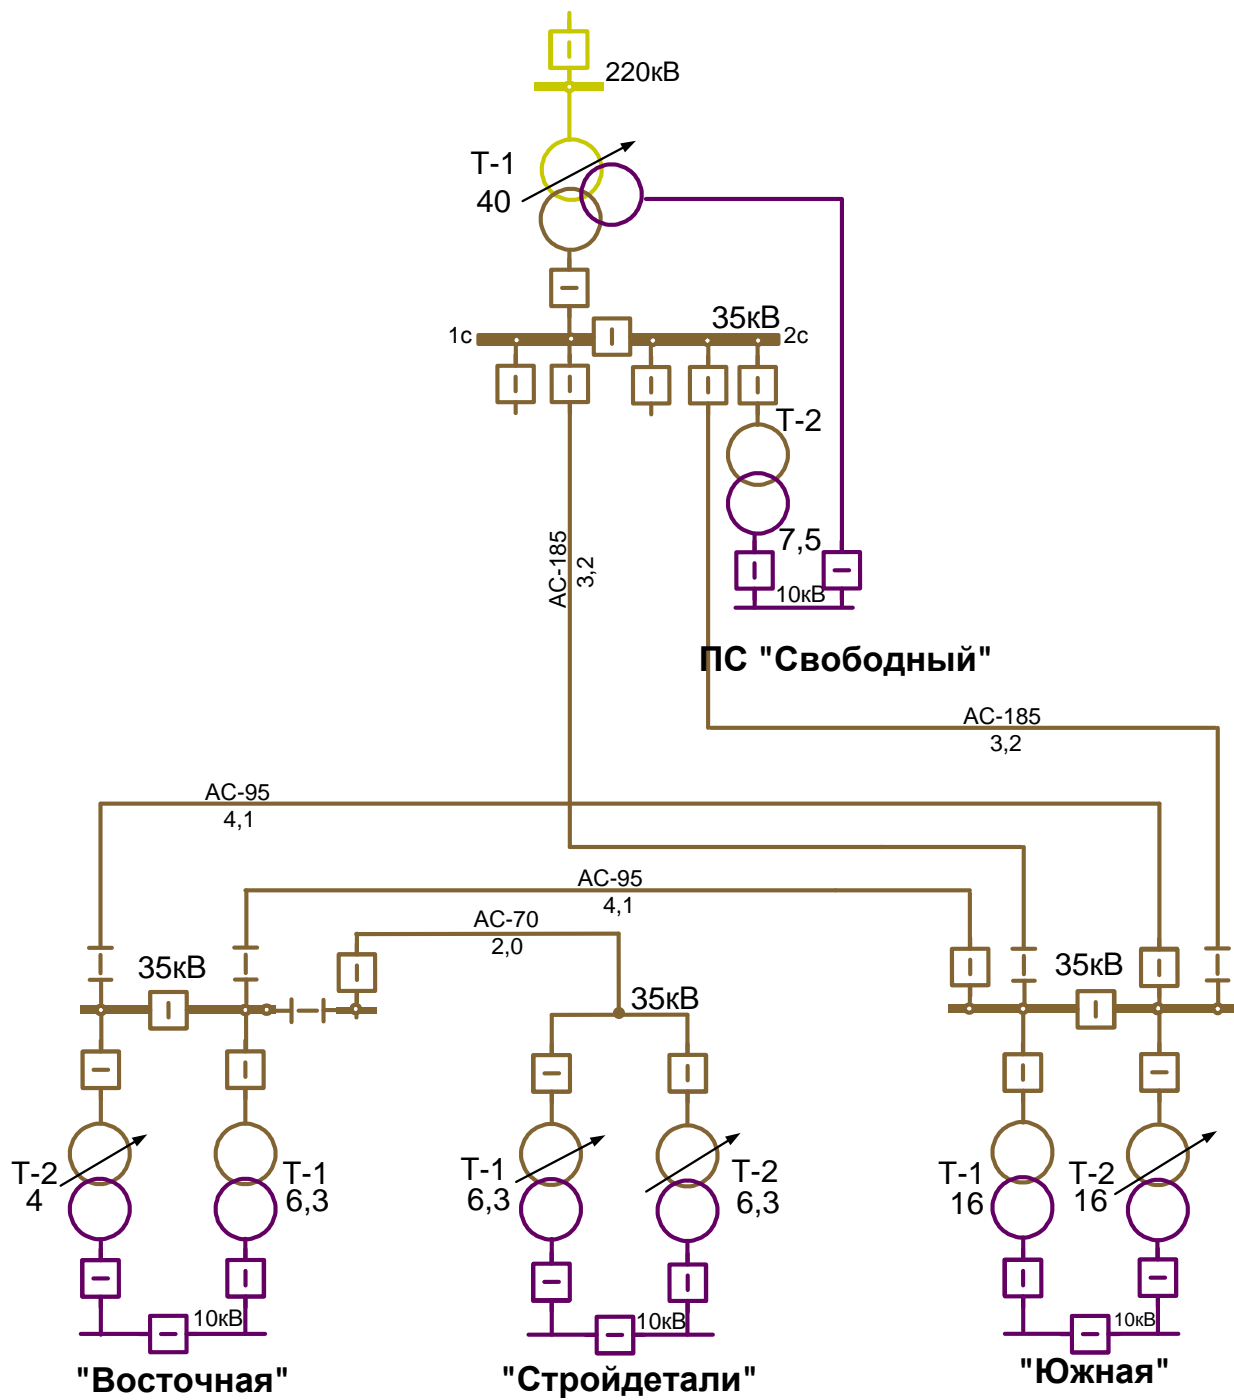 220кВ
Т-1
40
35кВ
1с
2с
Т-2
АС-185
3,2
7,5
10кВ
ПС "Свободный"
АС-185
3,2
АС-95
4,1
АС-95
4,1
АС-70
2,0
35кВ
35кВ
35кВ
Т-2
4
Т-1
6,3
Т-1
6,3
Т-2
6,3
Т-1
16
Т-2
16
10кВ
10кВ
10кВ
"Восточная"
"Стройдетали"
"Южная"